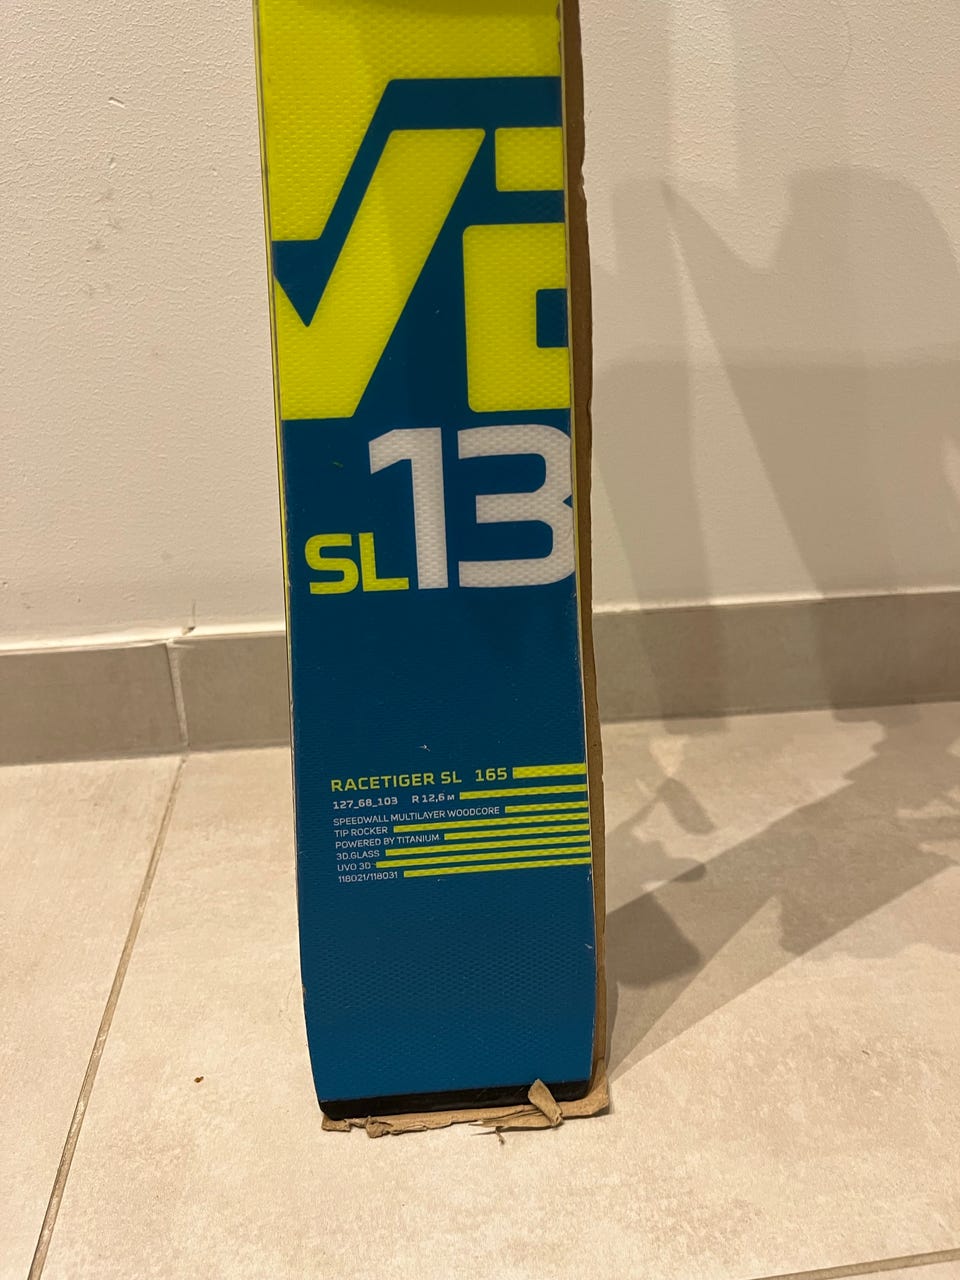 SL13
RACETIGER SL 165
127_68_103 R 12,6 M
SPEEDWALL MULTILAYER WOODCORE
TIP ROCKER
POWERED BY TITANIUM
3D.GLASS
UVO 3D
118021/118031